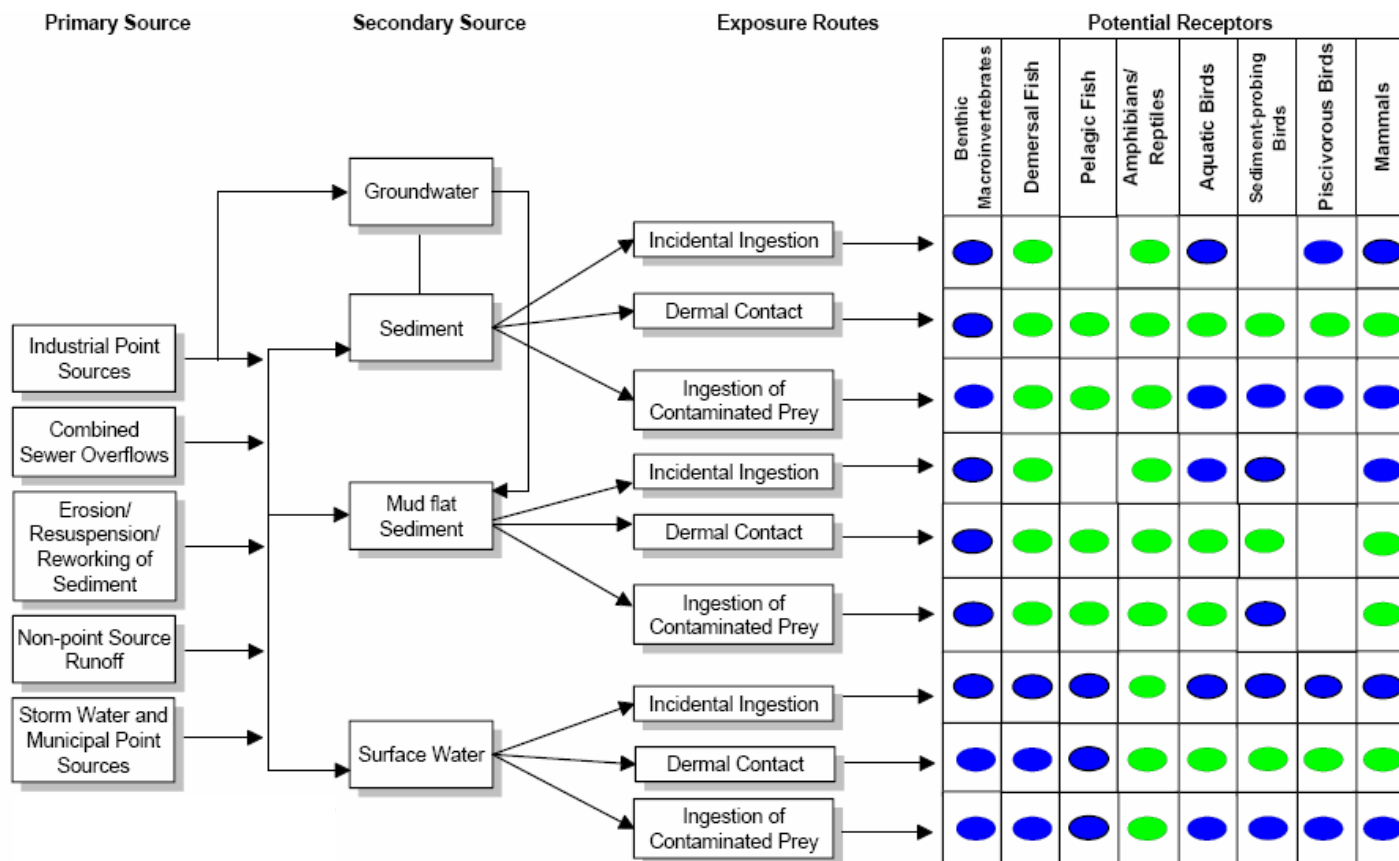 Primary Source
Secondary Source
Exposure Routes
Potential Receptors
Benthic
Macroinvertebrates
Demersal Fish
Pelagic Fish
Amphibians/
Reptiles
Aquatic Birds
Sediment-probing
Birds
Piscivorous Birds
Mammals
Industrial Point
Sources
Combined
Sewer Overflows
Erosion/
Resuspension/
Reworking of
Sediment
Non-point Source
Runoff
Storm Water and
Municipal Point
Sources
Groundwater
Sediment
Mud flat
Sediment
Surface Water
Incidental Ingestion
Dermal Contact
Ingestion of
Contaminated Prey
Incidental Ingestion
Dermal Contact
Ingestion of
Contaminated Prey
Incidental Ingestion
Dermal Contact
Ingestion of
Contaminated Prey